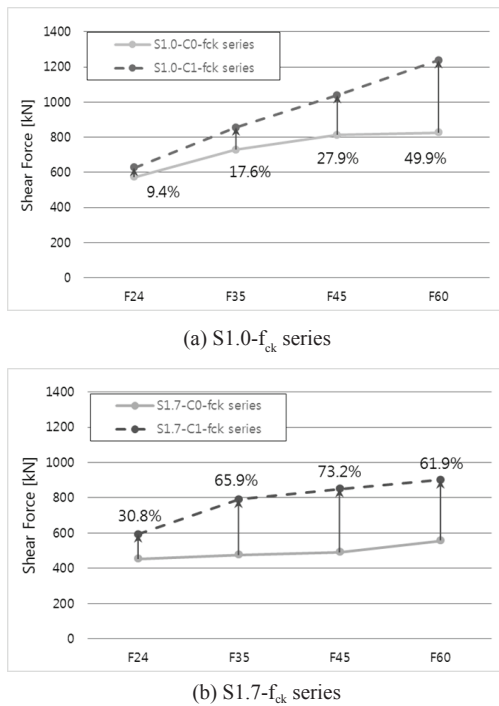 1400
1200
1000
800
600
400
200
0
Shear Force [kN]
S1.0-C0-fck series
S1.0-C1-fck series
9.4%
17.6%
27.9%
49.9%
F24
F35
F45
F60
(a) S1.0-fck series
1400
1200
1000
800
600
400
200
0
Shear Force [kN]
S1.7-C0-fck series
S1.7-C1-fck series
30.8%
65.9%
73.2%
61.9%
F24
F35
F45
F60
(b) S1.7-fck series